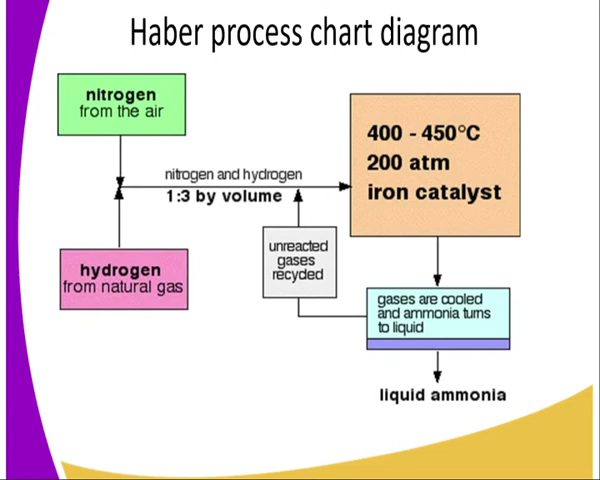 Haber process chart diagram
nitrogen
from the air
nitrogen and hydrogen
1:3 by volume
400 - 450°C
200 atm
iron catalyst
hydrogen
from natural gas
unreacted
gases
recycled
gases are cooled
and ammonia turns
to liquid
liquid ammonia